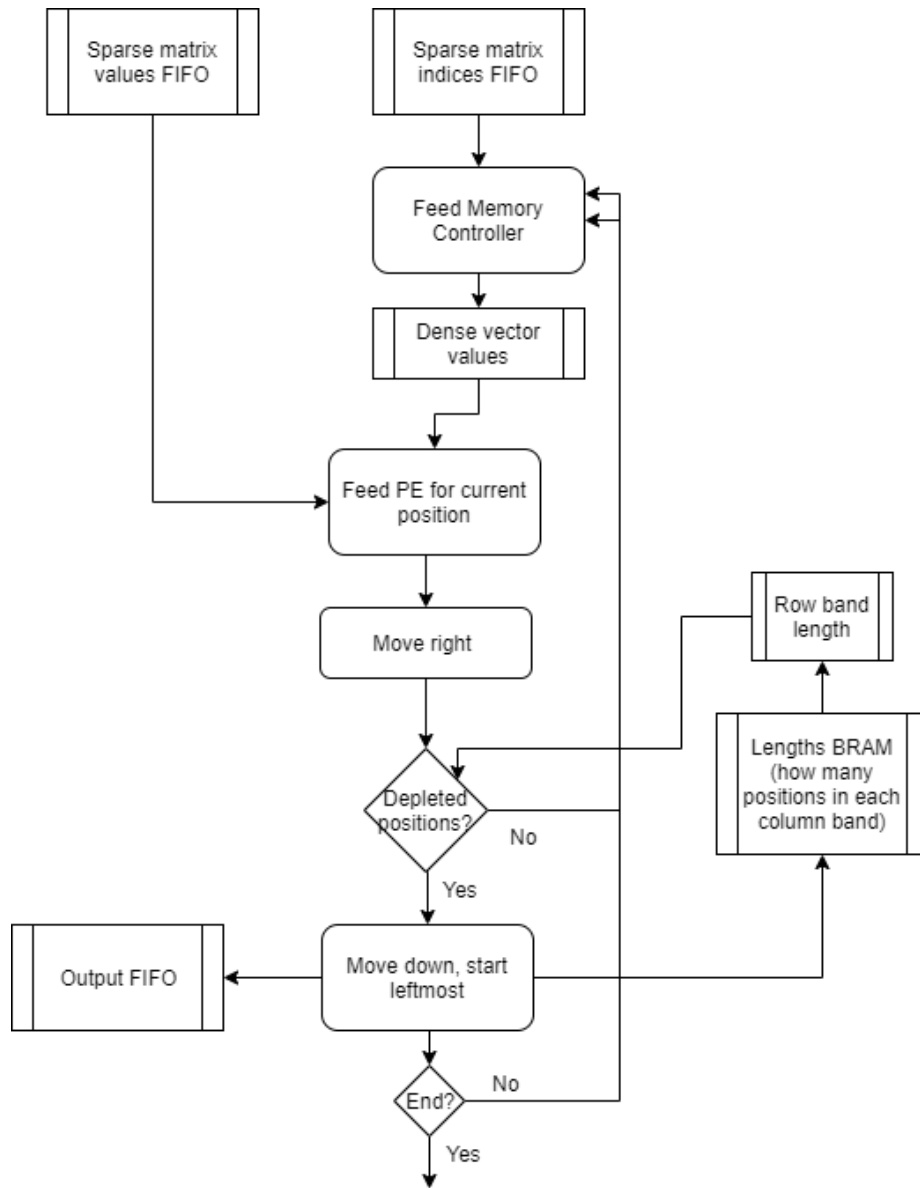 Sparse matrix
values FIFO
Sparse matrix
indices FIFO
Feed Memory
Controller
Dense vector
values
Feed PE for current
position
Move right
Row band
length
Lengths BRAM
(how many
positions in each
column band)
Depleted
positions?
No
Yes
Move down, start
leftmost
Output FIFO
End?
No
Yes